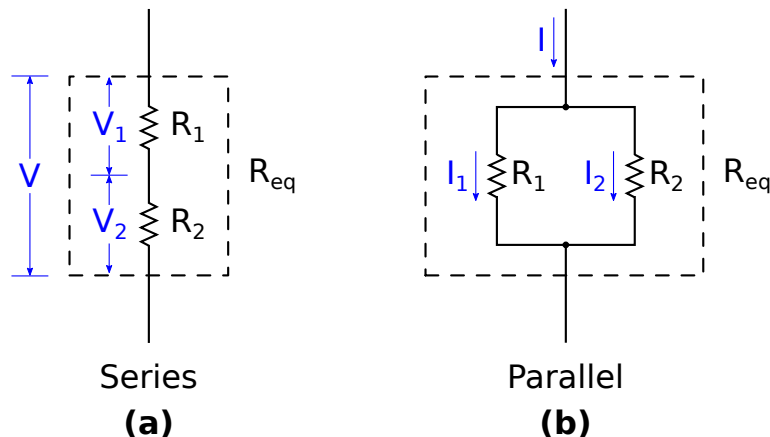 V
V1
R1
V2
R2
Req
Series
(a)
I
I1
R1
I2
R2
Req
Parallel
(b)